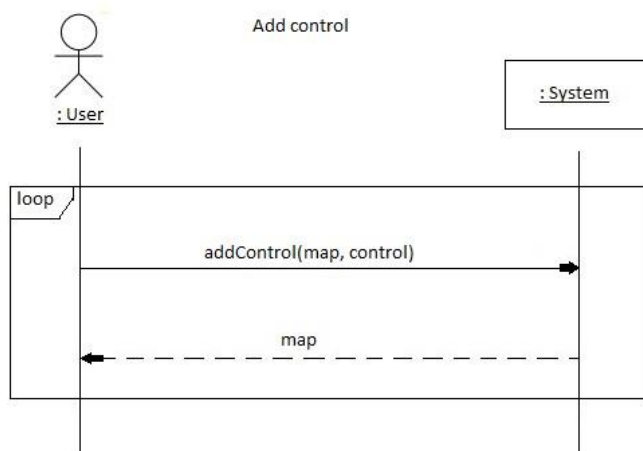 Add control
: User
: System
loop
addControl(map, control)
map